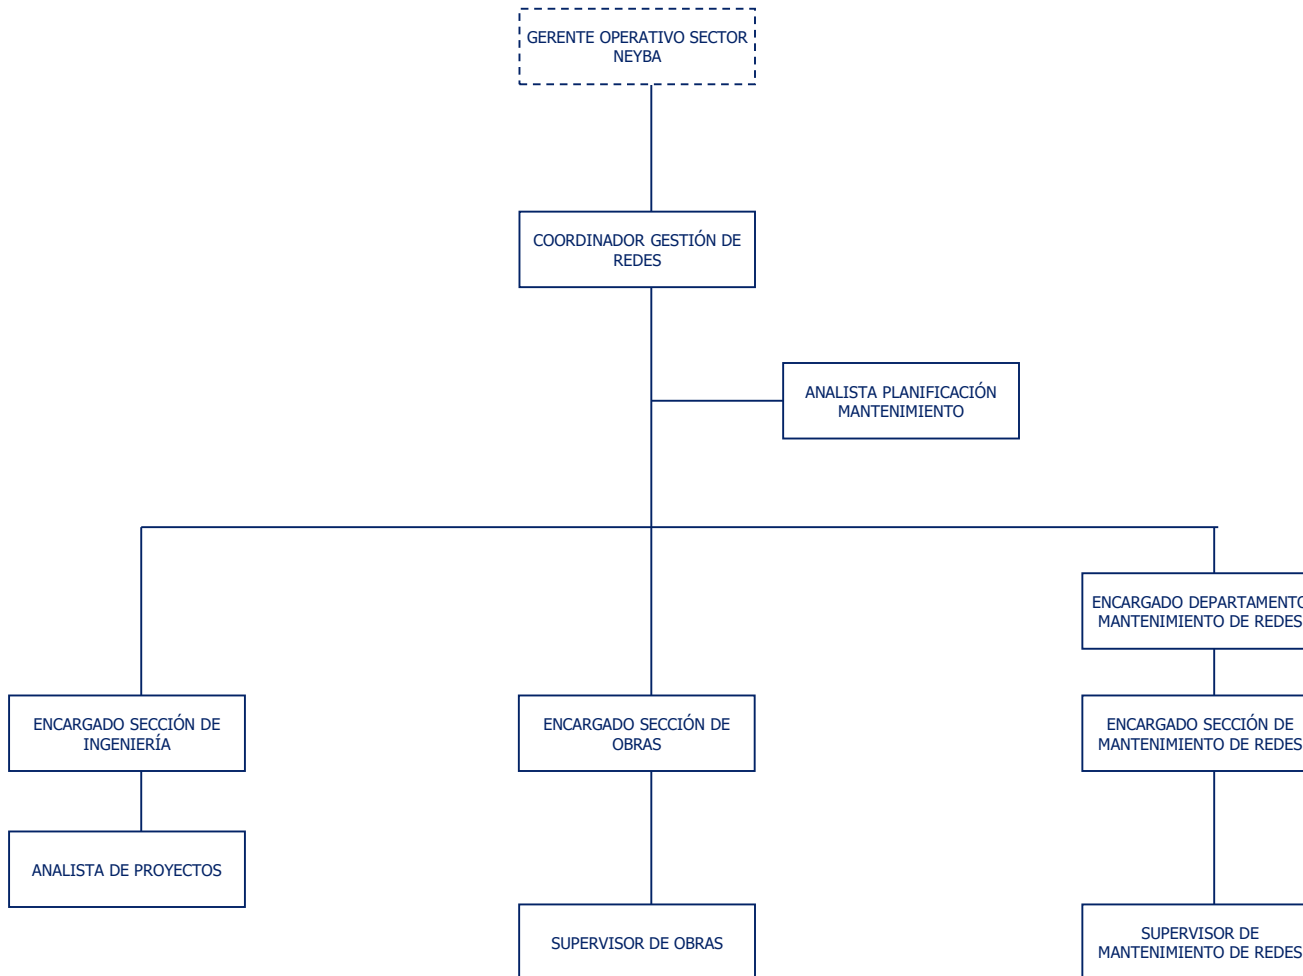 GERENTE OPERATIVO SECTOR
NEYBA
COORDINADOR GESTIÓN DE
REDES
ANALISTA PLANIFICACIÓN
MANTENIMIENTO
ENCARGADO DEPARTAMENTO
MANTENIMIENTO DE REDES
ENCARGADO SECCIÓN DE
INGENIERÍA
ENCARGADO SECCIÓN DE
OBRAS
ENCARGADO SECCIÓN DE
MANTENIMIENTO DE REDES
ANALISTA DE PROYECTOS
SUPERVISOR DE OBRAS
SUPERVISOR DE
MANTENIMIENTO DE REDES